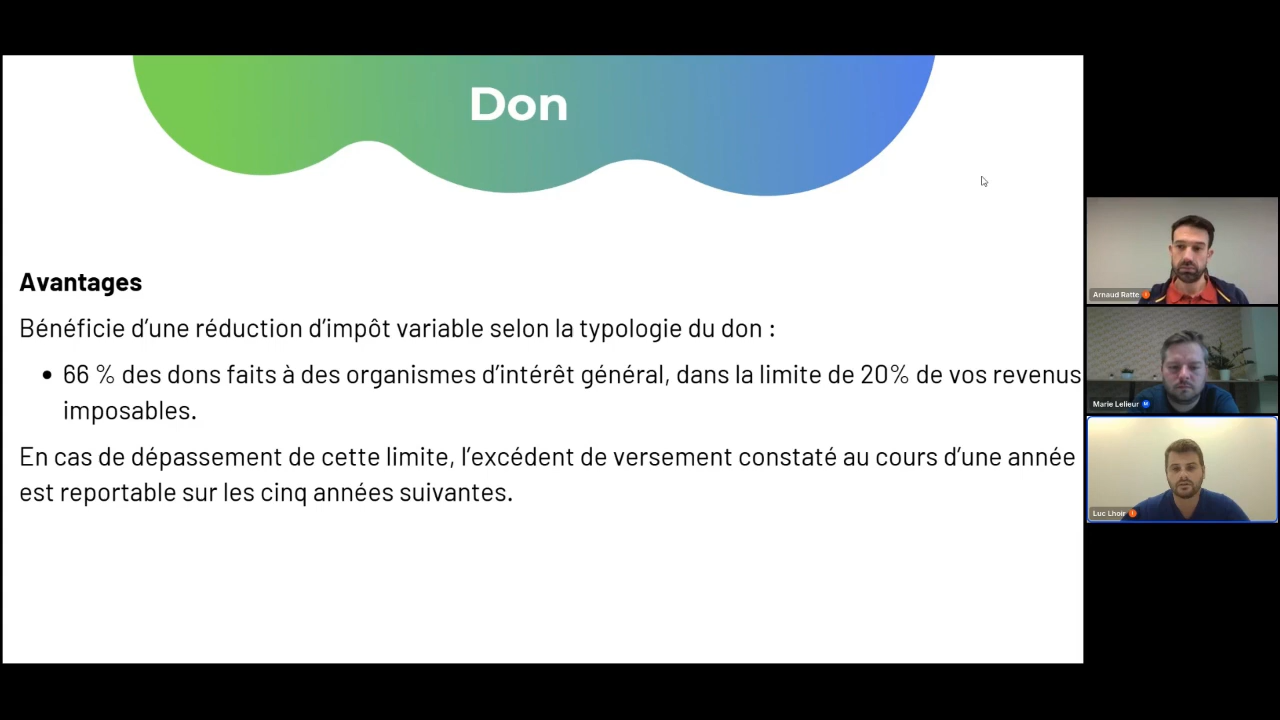 Don
Avantages
Bénéficie d’une réduction d’impôt variable selon la typologie du don :
• 66 % des dons faits à des organismes d’intérêt général, dans la limite de 20% de vos revenus
imposables.
En cas de dépassement de cette limite, l’excédent de versement constaté au cours d’une année
est reportable sur les cinq années suivantes.
Arnaud Ratte
Marie Lelieur
Luc Lhoir